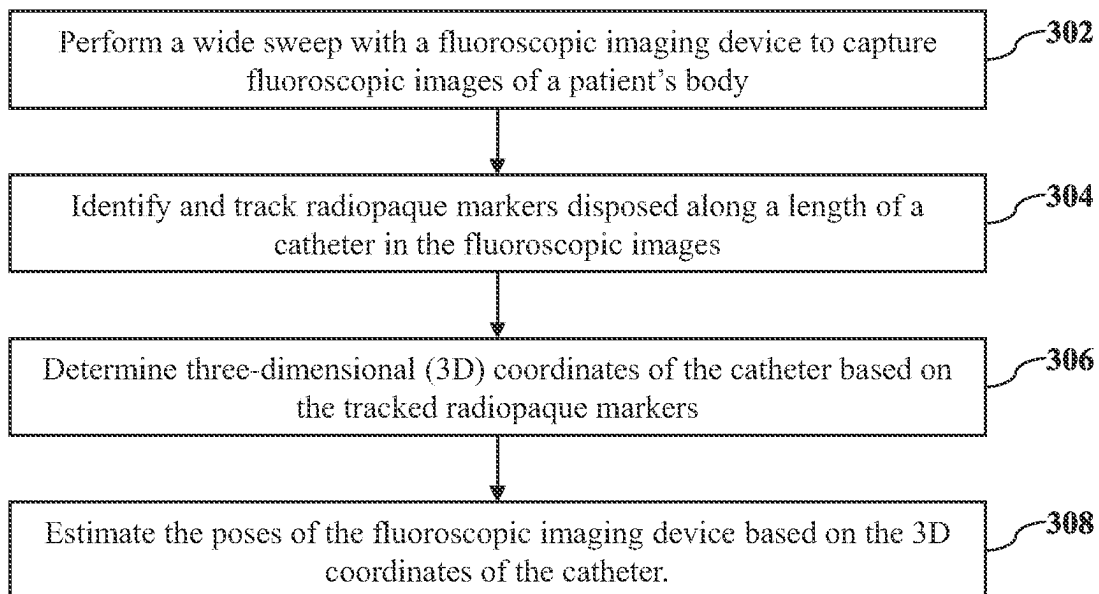 Perform a wide sweep with a fluoroscopic imaging device to capture
fluoroscopic images of a patient's body
302
Identify and track radiopaque markers disposed along a length of a
catheter in the fluoroscopic images
304
Determine three-dimensional (3D) coordinates of the catheter based on
the tracked radiopaque markers
306
Estimate the poses of the fluoroscopic imaging device based on the 3D
coordinates of the catheter.
308